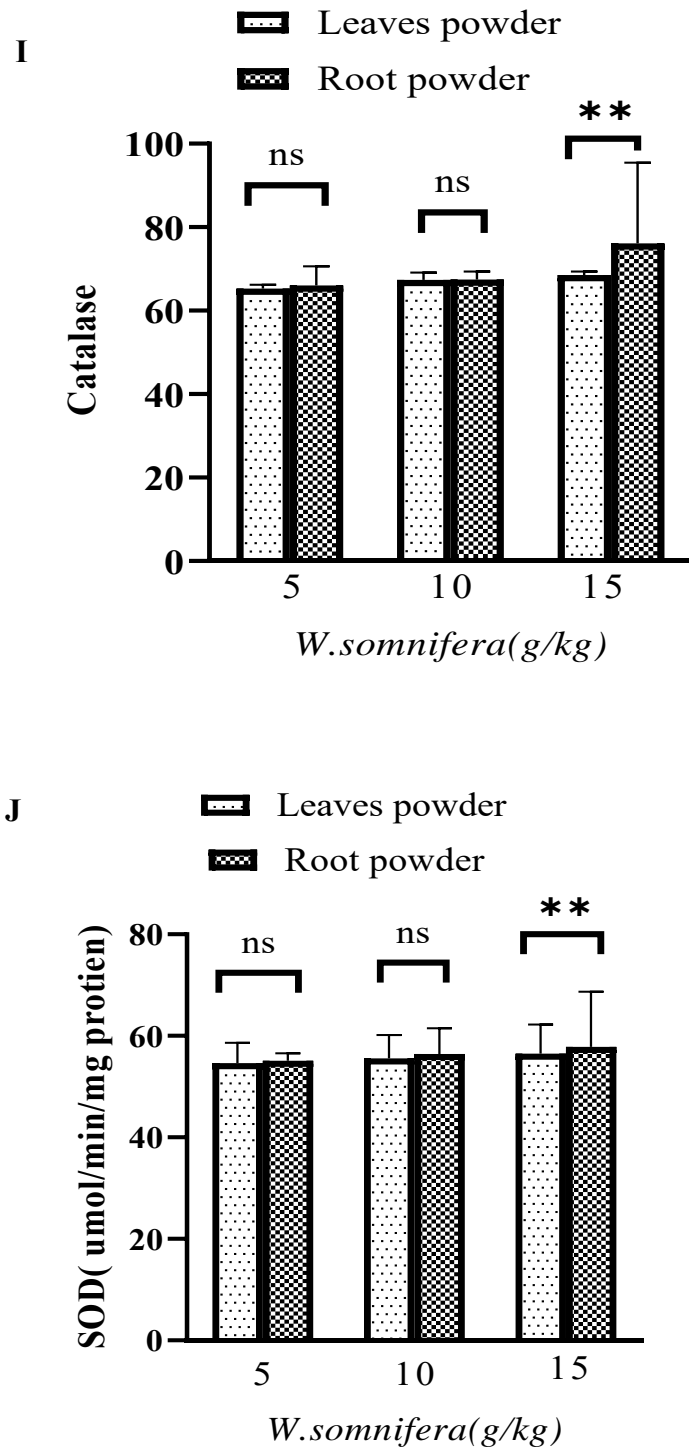 I
Leaves powder
Root powder
**
100
ns
ns
80
60
40
20
0
Catalase
5 10 15
W.somnifera(g/kg)
J
Leaves powder
Root powder
**
80
ns
ns
60
40
20
0
SOD( umol/min/mg protien)
5 10 15
W.somnifera(g/kg)